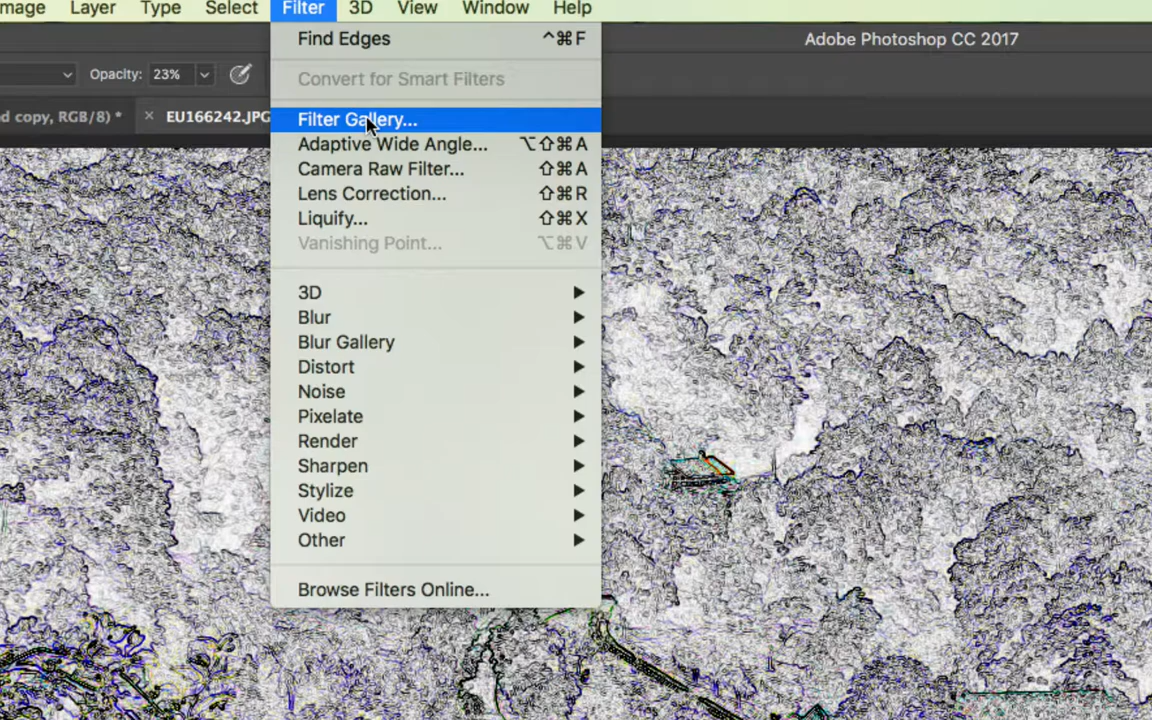 mage Layer Type Select Filter 3D View Window Help
Find Edges ^⌘F
Adobe Photoshop CC 2017
Opacity: 23%
Convert for Smart Filters
d copy, RGB/8) * × EU166242.JPG
Filter Gallery...
Adaptive Wide Angle... ⌥⇧⌘A
Camera Raw Filter... ⇧⌘A
Lens Correction... ⇧⌘R
Liquify... ⇧⌘X
Vanishing Point... ⌥⌘V
3D
Blur
Blur Gallery
Distort
Noise
Pixelate
Render
Sharpen
Stylize
Video
Other
Browse Filters Online...